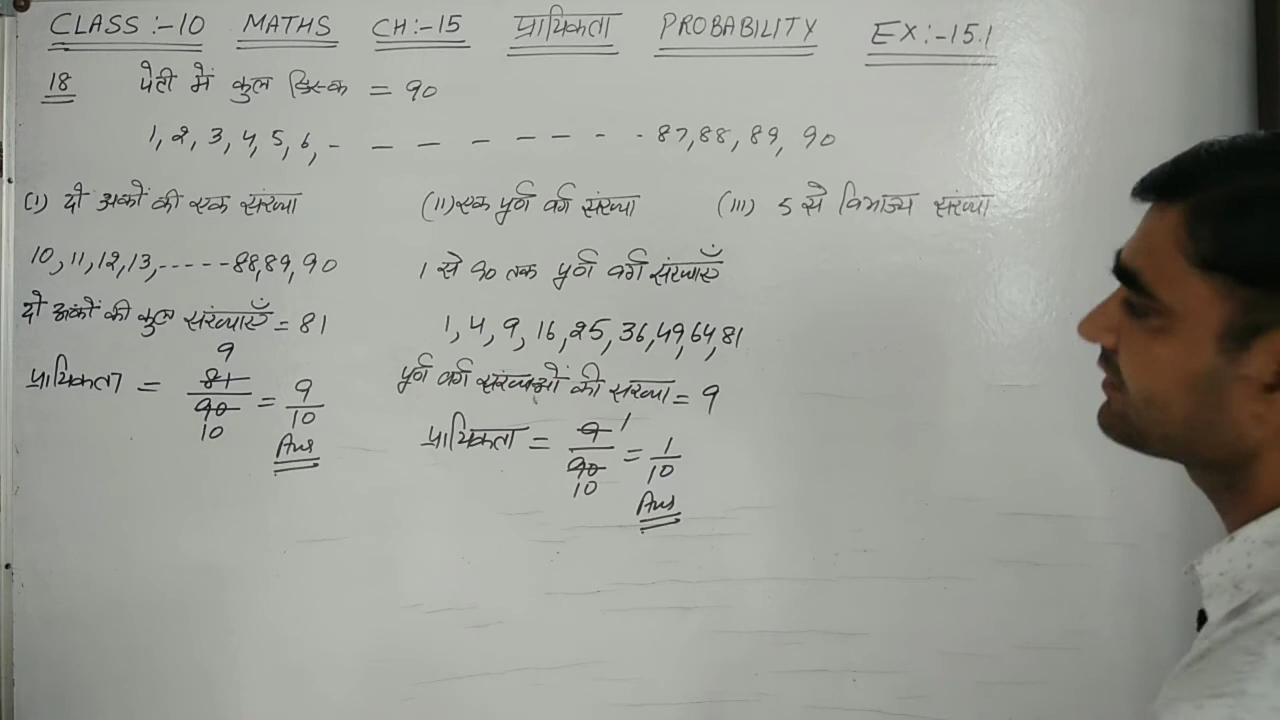 CLASS :- 10 MATHS CH:-15 प्रायिकता PROBABILITY EX:-15.1
18 पेटी में कुल डिस्क = 90
1, 2, 3, 4, 5, 6, - - - - - - - - 87, 88, 89, 90
(i) दो अकों की एक संख्या
10, 11, 12, 13, ----- 88, 89, 90
दो अंकों की कुल संख्याएँ = 81
प्रायिकता = 81/90 = 9/10
9
10
Ans
(ii) एक पूर्ण वर्ग संख्या
1 से 90 तक पूर्ण वर्ग संख्याएँ
1, 4, 9, 16, 25, 36, 49, 64, 81
पूर्ण वर्ग संख्याओं की संख्या = 9
प्रायिकता = 9/90 = 1/10
1
10
Ans
(iii) 5 से विभाज्य संख्या